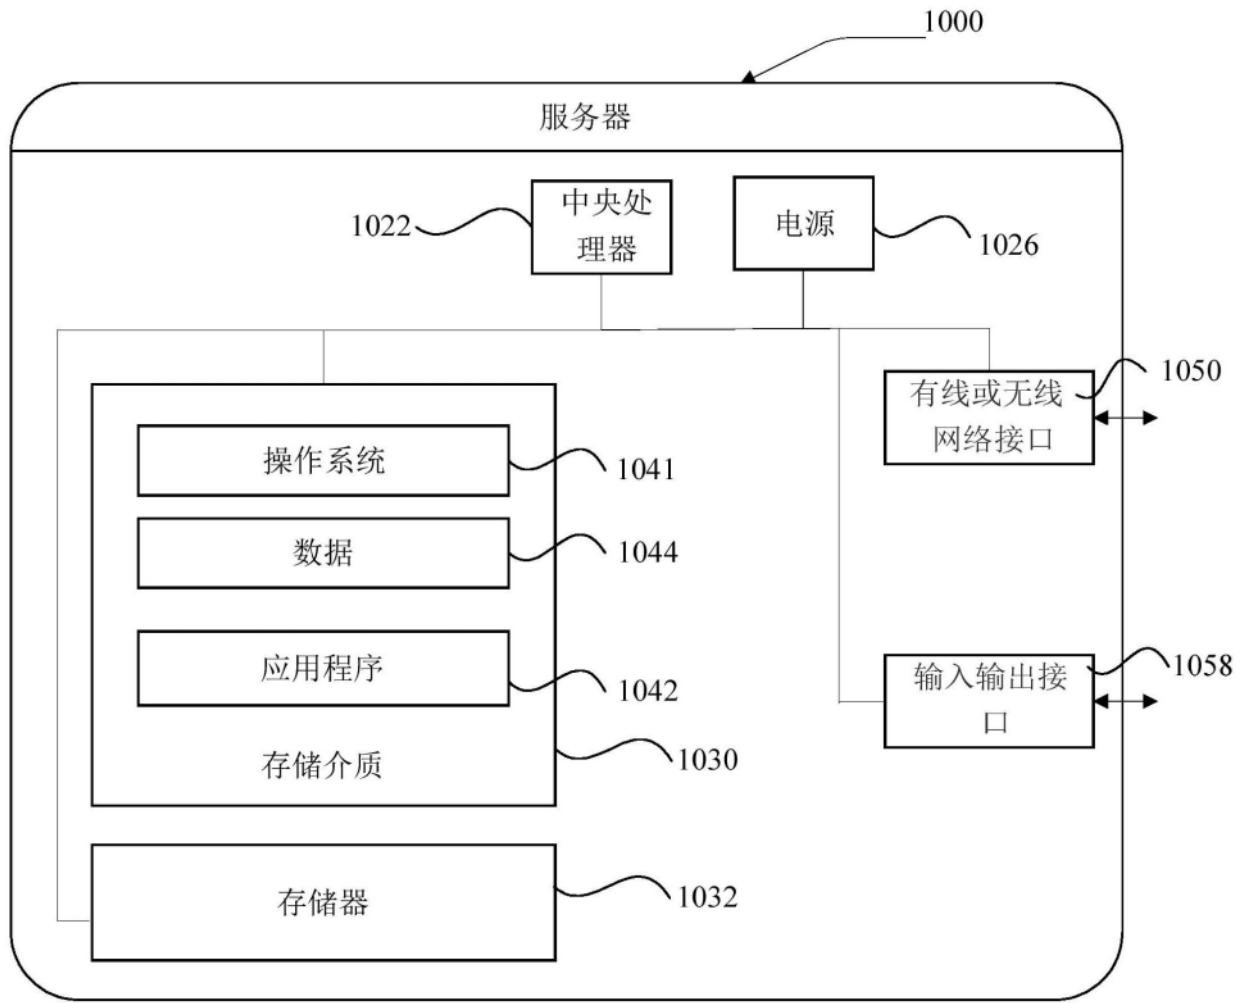 1000
服务器
中央处
理器
1022
电源
1026
有线或无线
网络接口
1050
操作系统
1041
数据
1044
应用程序
1042
存储介质
1030
输入输出接
口
1058
存储器
1032